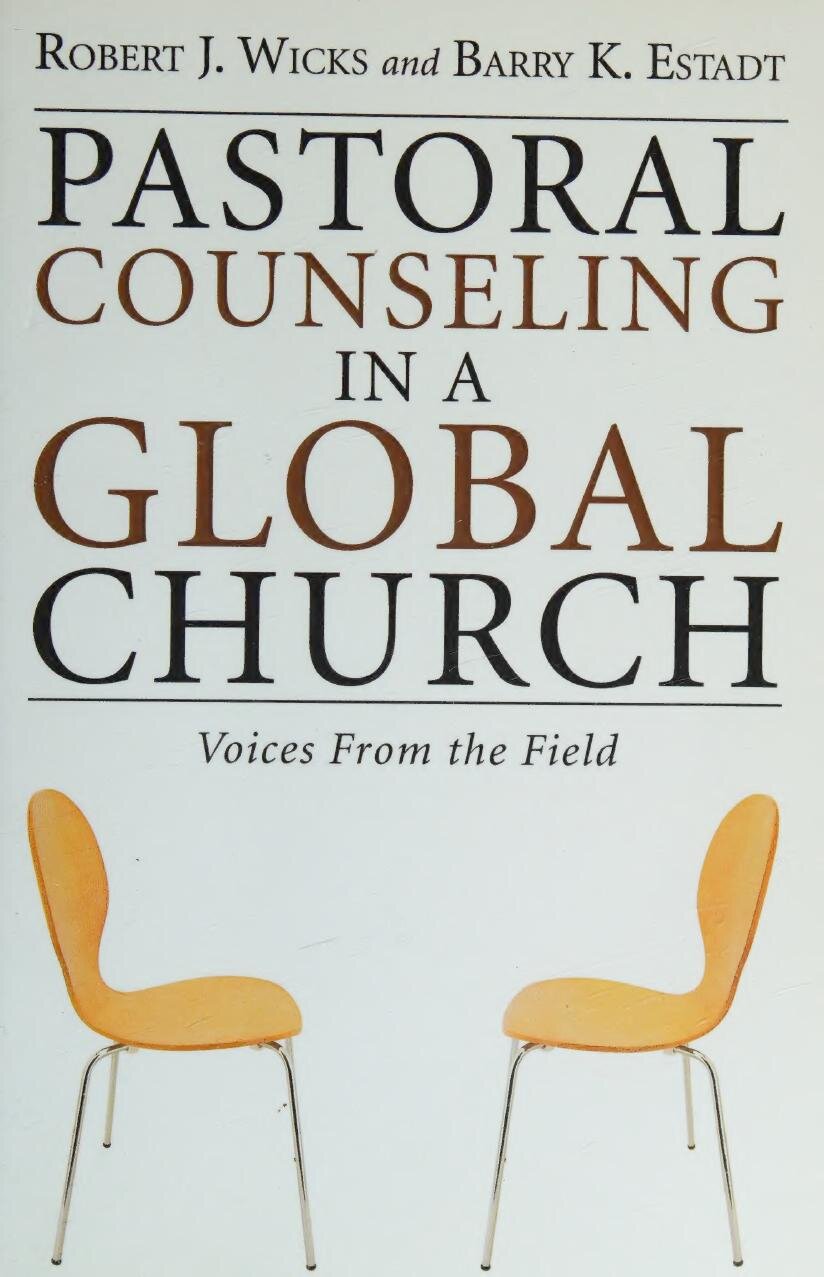 ROBERT J. WICKS and BARRY K. ESTADT
PASTORAL
COUNSELING
IN A
GLOBAL
CHURCH
Voices From the Field